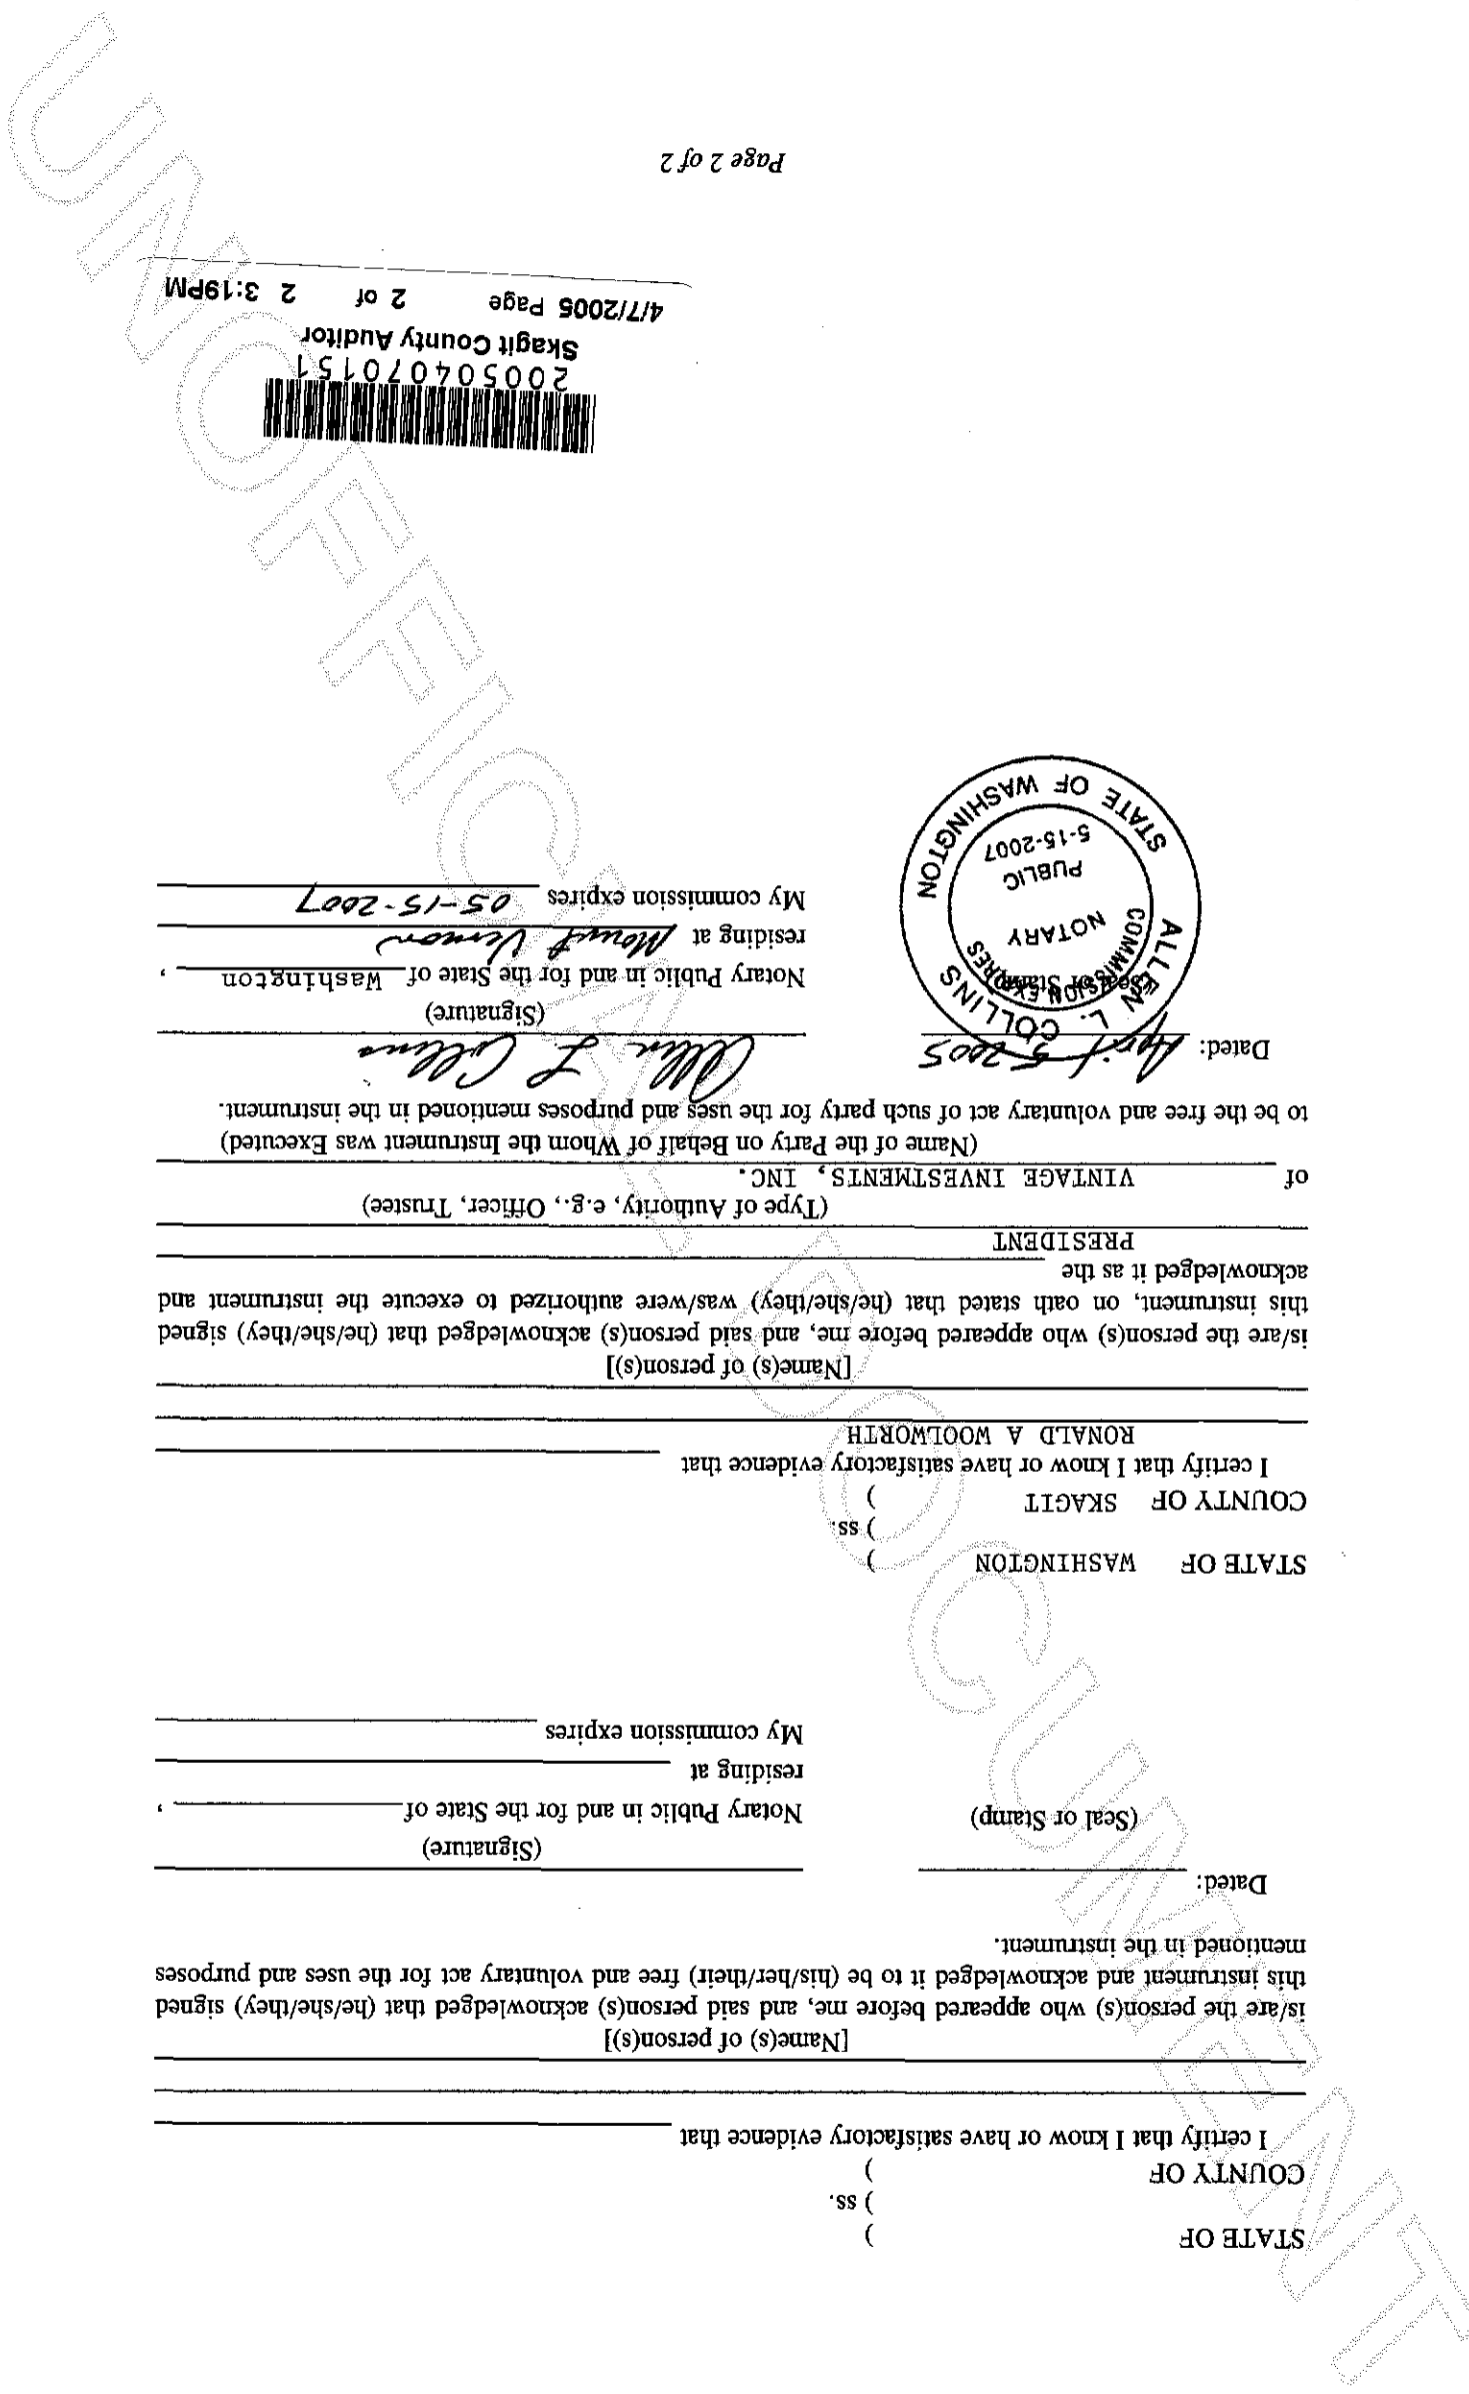 STATE OF )
) ss.
COUNTY OF )
I certify that I know or have satisfactory evidence that
[Name(s) of person(s)]
is/are the person(s) who appeared before me, and said person(s) acknowledged that (he/she/they) signed
this instrument and acknowledged it to be (his/her/their) free and voluntary act for the uses and purposes
mentioned in the instrument.
Dated:
(Signature)
(Seal or Stamp)
Notary Public in and for the State of ,
residing at
My commission expires
STATE OF WASHINGTON )
) ss.
COUNTY OF SKAGIT )
I certify that I know or have satisfactory evidence that
RONALD A WOOLWORTH
[Name(s) of person(s)]
is/are the person(s) who appeared before me, and said person(s) acknowledged that (he/she/they) signed
this instrument, on oath stated that (he/she/they) was/were authorized to execute the instrument and
acknowledged it as the
PRESIDENT
(Type of Authority, e.g., Officer, Trustee)
of VINTAGE INVESTMENTS, INC.
(Name of the Party on Behalf of Whom the Instrument was Executed)
to be the free and voluntary act of such party for the uses and purposes mentioned in the instrument.
Dated: April 5 2005 Allen L Collins
(Signature)
(Seal or Stamp)
Notary Public in and for the State of Washington ,
residing at Mount Vernon
My commission expires 05-15-2007
ALLEN L. COLLINS
COMMISSION EXPIRES
NOTARY
PUBLIC
5-15-2007
STATE OF WASHINGTON
200504070151
Skagit County Auditor
4/7/2005 Page 2 of 2 3:19PM
Page 2 of 2
UNOFFICIAL DOCUMENT